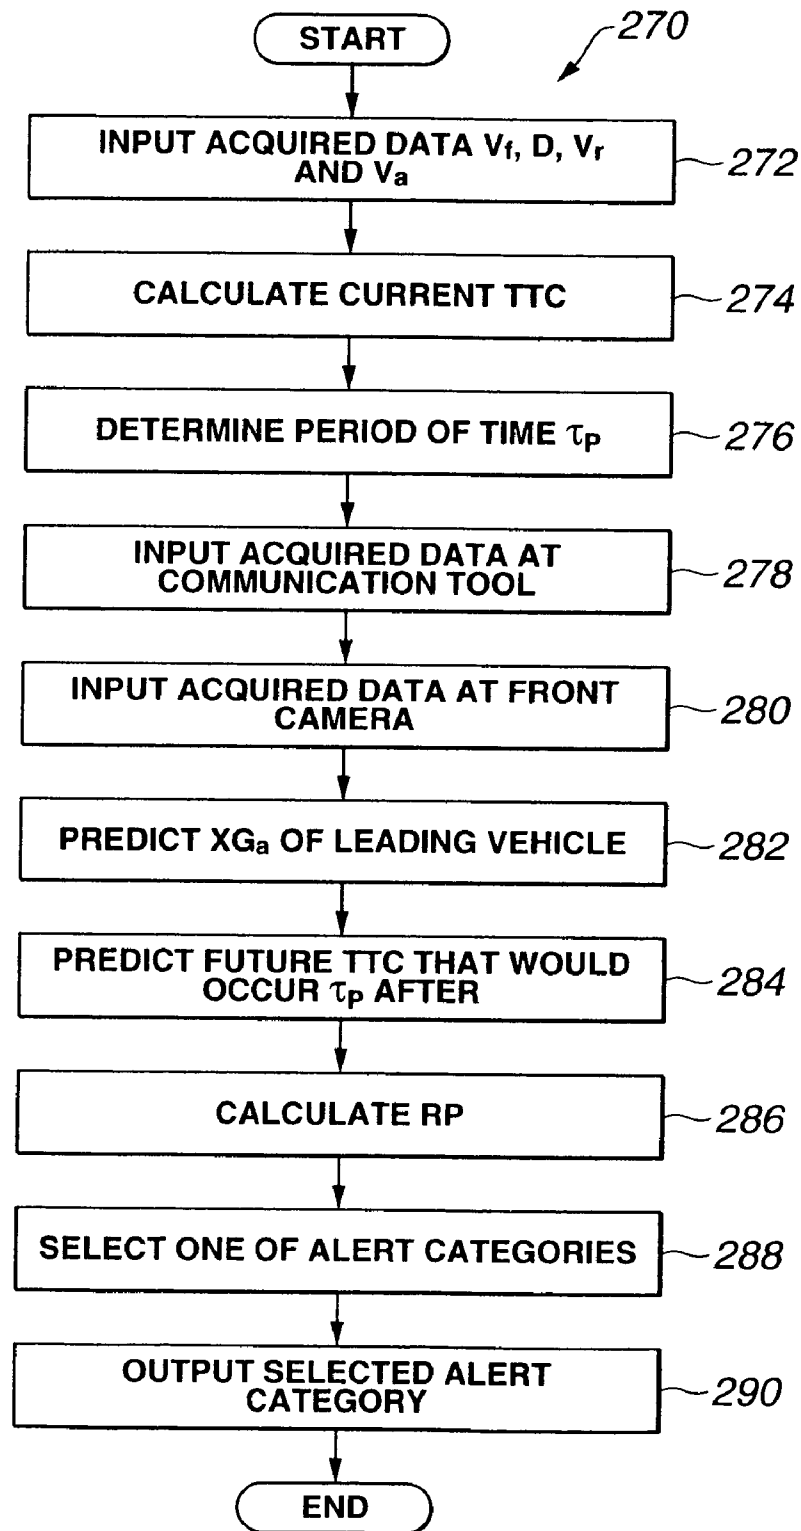 START
270
INPUT ACQUIRED DATA Vf, D, Vr
AND Va
272
CALCULATE CURRENT TTC
274
DETERMINE PERIOD OF TIME τP
276
INPUT ACQUIRED DATA AT
COMMUNICATION TOOL
278
INPUT ACQUIRED DATA AT FRONT
CAMERA
280
PREDICT XGa OF LEADING VEHICLE
282
PREDICT FUTURE TTC THAT WOULD
OCCUR τP AFTER
284
CALCULATE RP
286
SELECT ONE OF ALERT CATEGORIES
288
OUTPUT SELECTED ALERT
CATEGORY
290
END